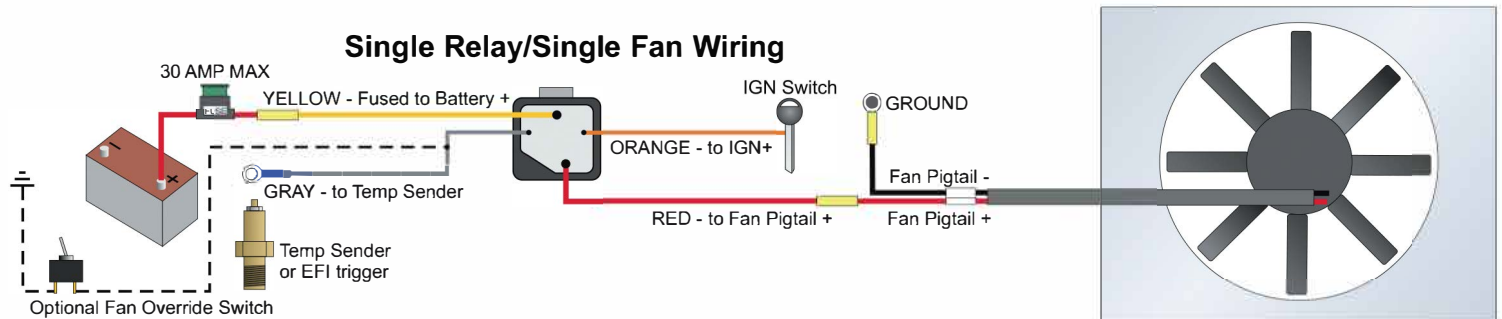 Single Relay/Single Fan Wiring
30 AMP MAX
FUSE
YELLOW - Fused to Battery +
IGN Switch
GROUND
ORANGE - to IGN+
- 
+
GRAY - to Temp Sender
Fan Pigtail -
RED - to Fan Pigtail +
Fan Pigtail +
Temp Sender
or EFI trigger
Optional Fan Override Switch